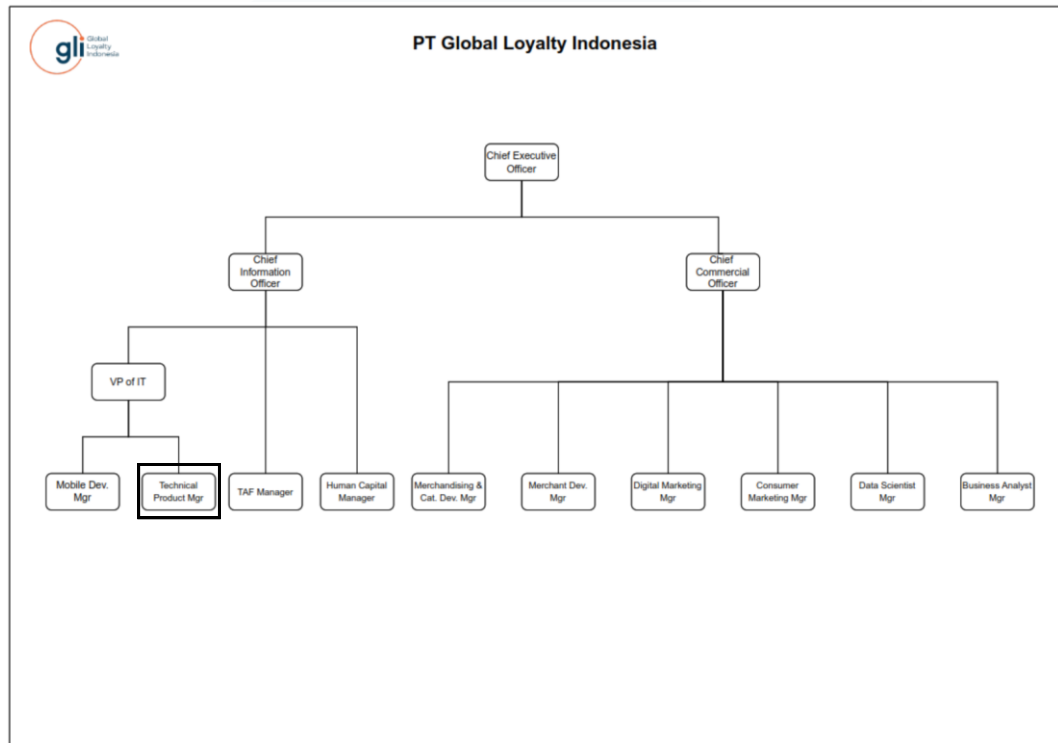 gli
Global
Loyalty
Indonesia
PT Global Loyalty Indonesia
Chief Executive
Officer
Chief
Information
Officer
Chief
Commercial
Officer
VP of IT
Mobile Dev.
Mgr
Technical
Product Mgr
TAF Manager
Human Capital
Manager
Merchandising &
Cat. Dev. Mgr
Merchant Dev.
Mgr
Digital Marketing
Mgr
Consumer
Marketing Mgr
Data Scientist
Mgr
Business Analyst
Mgr